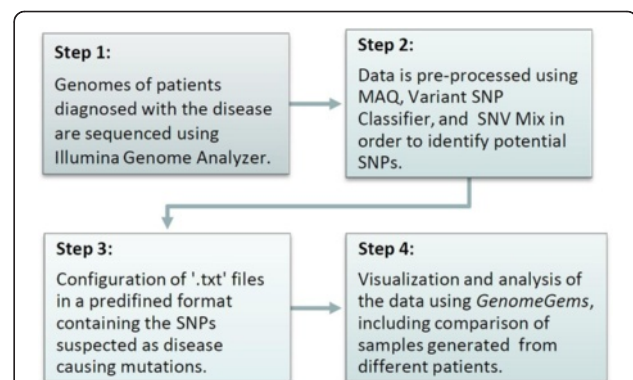 Step 1:
Genomes of patients
diagnosed with the disease
are sequenced using
Illumina Genome Analyzer.
Step 2:
Data is pre-processed using
MAQ, Variant SNP
Classifier, and SNV Mix in
order to identify potential
SNPs.
Step 3:
Configuration of '.txt' files
in a predifined format
containing the SNPs
suspected as disease
causing mutations.
Step 4:
Visualization and analysis of
the data using GenomeGems,
including comparison of
samples generated from
different patients.